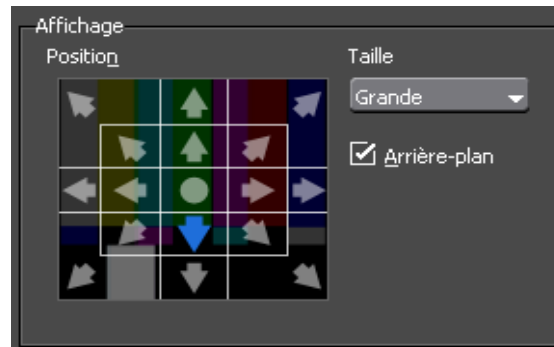 Affichage
Position
Taille
Grande
Arrière-plan